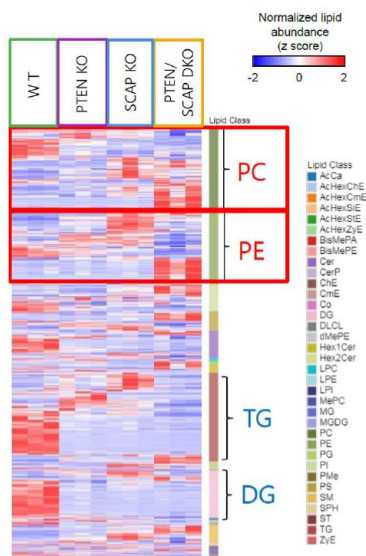 Normalized lipid
abundance
(z score)
-2 0 2
WT
PTEN KO
SCAP KO
PTEN/
SCAP DKO
Lipid Class
PC
PE
TG
DG
Lipid Class
AcCa
AcHexChE
AcHexCmE
AcHexSiE
AcHexStE
AcHexZyE
BisMePA
BisMePE
Cer
CerP
ChE
CmE
Co
DG
DLCL
dMePE
Hex1Cer
Hex2Cer
LPC
LPE
LPI
MePC
MG
MGDG
PC
PE
PG
PI
PMe
PS
SM
SPH
ST
TG
ZyE